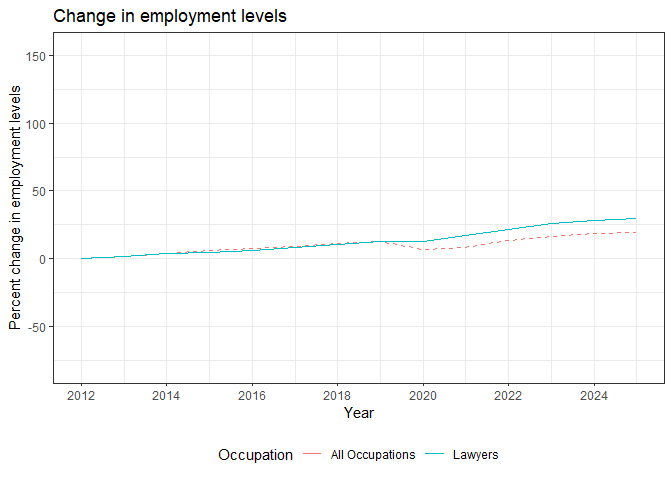 Change in employment levels
150
100
50
0
-50
Percent change in employment levels
2012 2014 2016 2018 2020 2022 2024
Year
Occupation All Occupations Lawyers